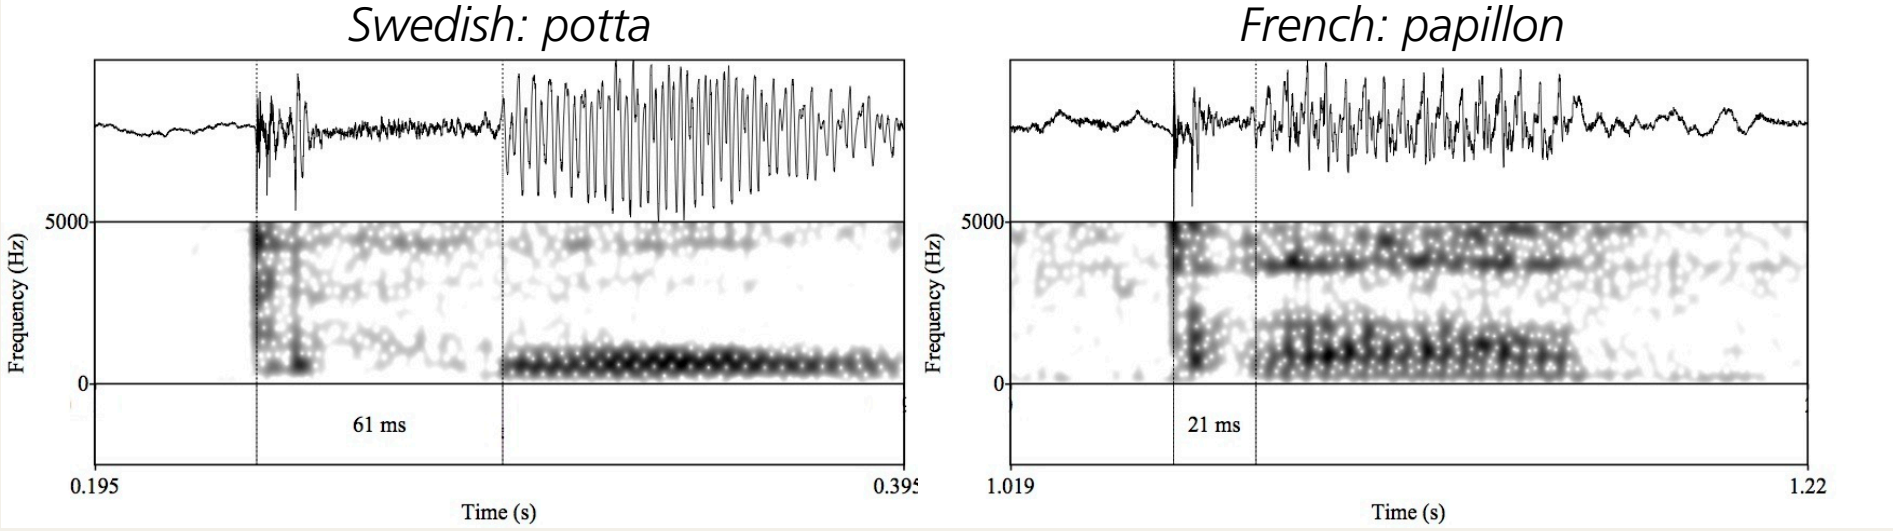 Swedish: potta
French: papillon
5000
Frequency (Hz)
0
61 ms
0.195
0.395
Time (s)
5000
Frequency (Hz)
0
21 ms
1.019
1.22
Time (s)